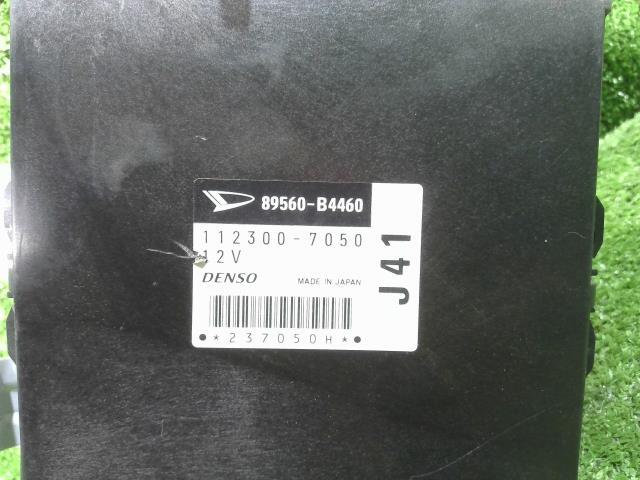 89560-B4460
112300-7050
12V
DENSO MADE IN JAPAN
*237050H*
J41